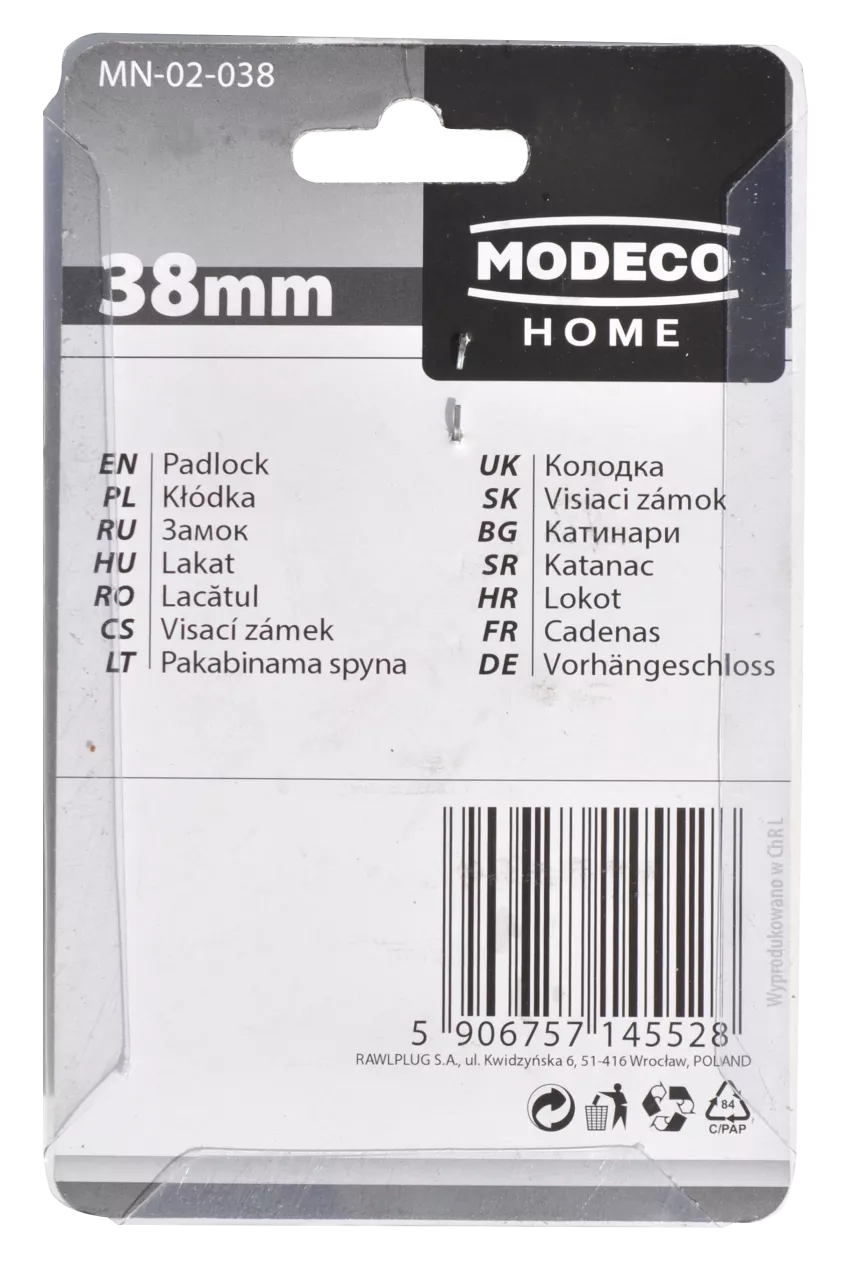 MN-02-038
MODECO
HOME
38mm
EN Padlock
PL Kłódka
RU Замок
HU Lakat
RO Lacătul
CS Visací zámek
LT Pakabinama spyna
UK Колодка
SK Visiaci zámok
BG Катинари
SR Katanac
HR Lokot
FR Cadenas
DE Vorhängeschloss
Wyprodukowano w ChRL
5 906757 145528
RAWLPLUG S.A., ul. Kwidzyńska 6, 51-416 Wrocław, POLAND
84
C/PAP